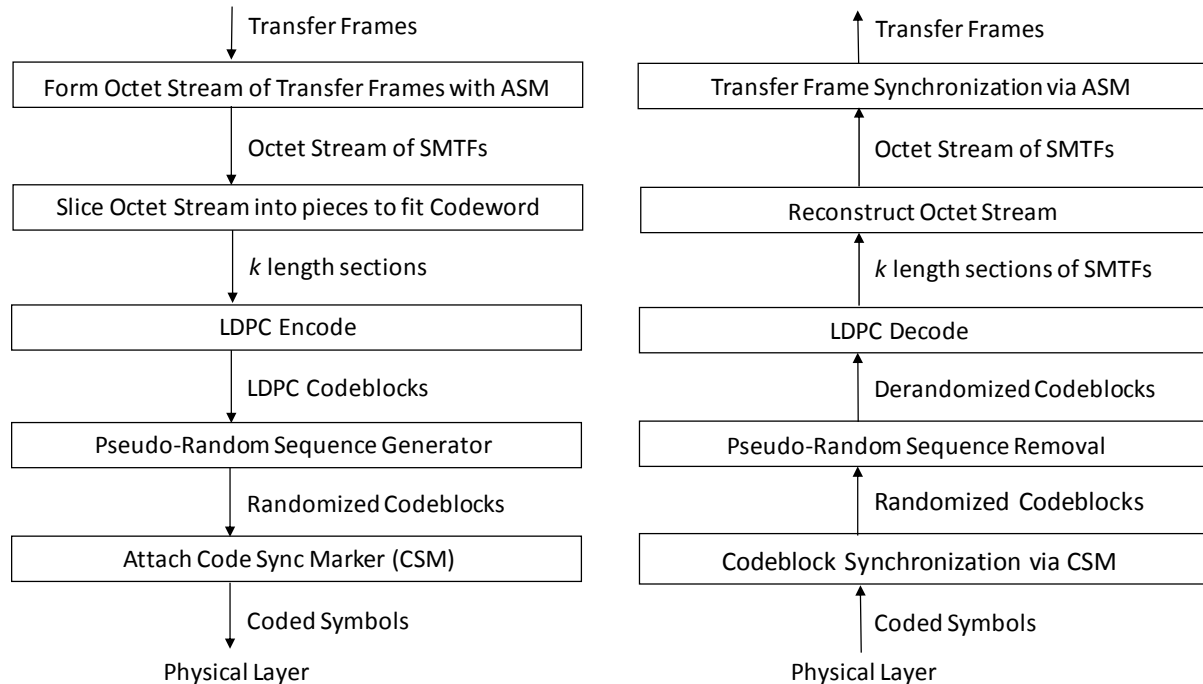 Transfer Frames
Form Octet Stream of Transfer Frames with ASM
Octet Stream of SMTFs
Slice Octet Stream into pieces to fit Codeword
k length sections
LDPC Encode
LDPC Codeblocks
Pseudo-Random Sequence Generator
Randomized Codeblocks
Attach Code Sync Marker (CSM)
Coded Symbols
Physical Layer
Transfer Frames
Transfer Frame Synchronization via ASM
Octet Stream of SMTFs
Reconstruct Octet Stream
k length sections of SMTFs
LDPC Decode
Derandomized Codeblocks
Pseudo-Random Sequence Removal
Randomized Codeblocks
Codeblock Synchronization via CSM
Coded Symbols
Physical Layer